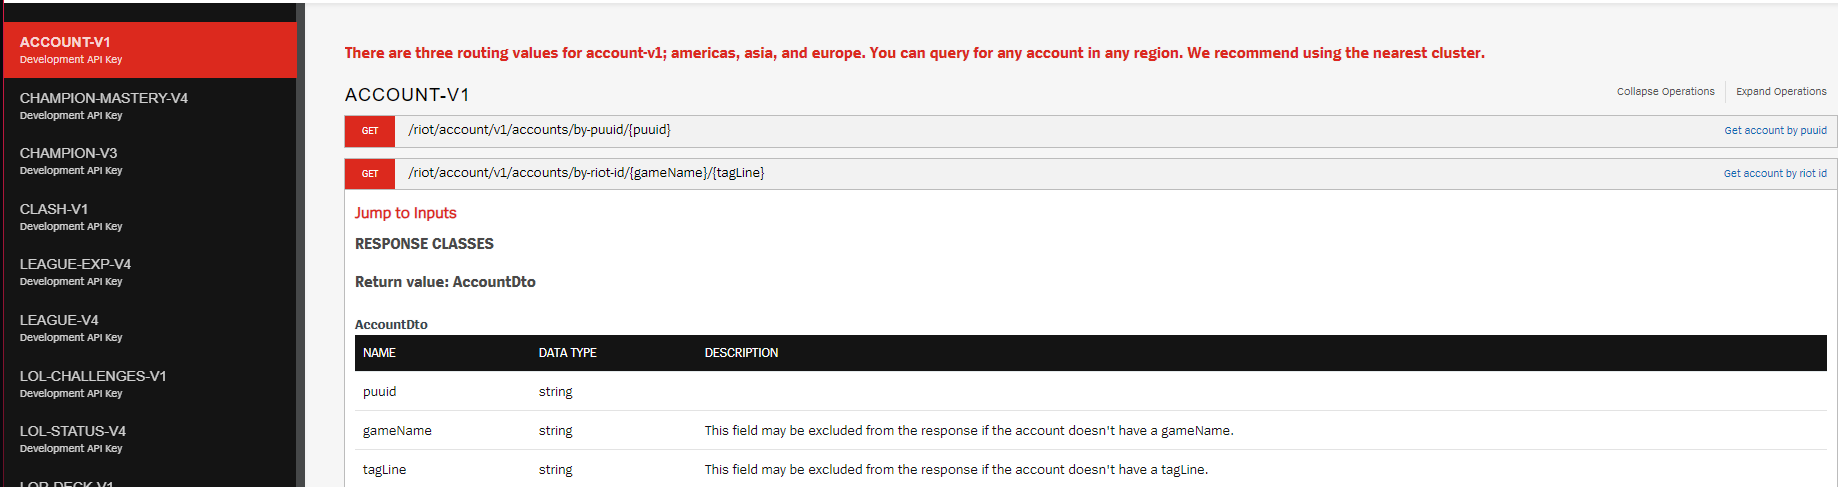 ACCOUNT-V1
Development API Key
CHAMPION-MASTERY-V4
Development API Key
CHAMPION-V3
Development API Key
CLASH-V1
Development API Key
LEAGUE-EXP-V4
Development API Key
LEAGUE-V4
Development API Key
LOL-CHALLENGES-V1
Development API Key
LOL-STATUS-V4
Development API Key
LOR-DECK-V1
There are three routing values for account-v1; americas, asia, and europe. You can query for any account in any region. We recommend using the nearest cluster.
ACCOUNT-V1
Collapse Operations Expand Operations
GET /riot/account/v1/accounts/by-puuid/{puuid} Get account by puuid
GET /riot/account/v1/accounts/by-riot-id/{gameName}/{tagLine} Get account by riot id
Jump to Inputs
RESPONSE CLASSES
Return value: AccountDto
AccountDto
NAME DATA TYPE DESCRIPTION
puuid string
gameName string This field may be excluded from the response if the account doesn't have a gameName.
tagLine string This field may be excluded from the response if the account doesn't have a tagLine.